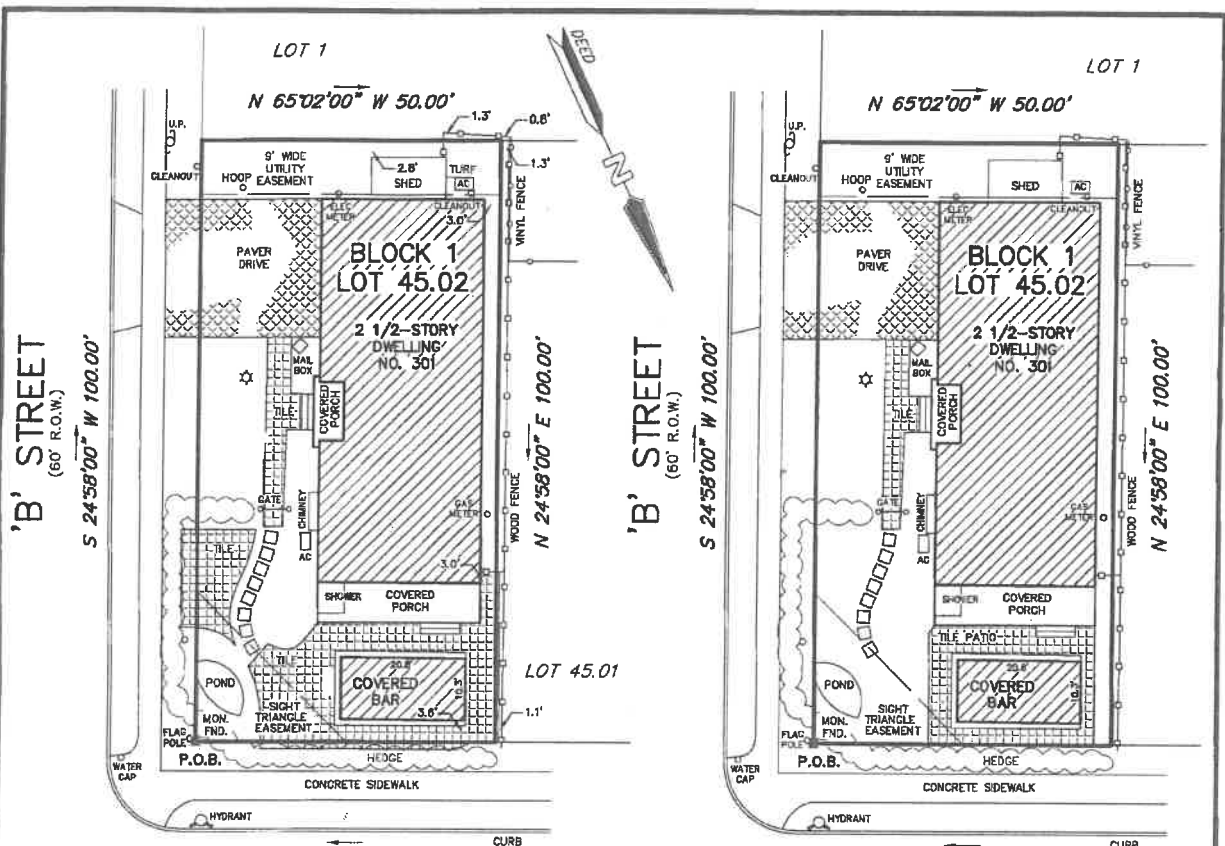 LOT 1
N 65°02'00" W 50.00'
1.3'
0.6'
1.3'
DEED
N
U.P.
CLEANOUT
9' WIDE
UTILITY
EASEMENT
HOOP
2.8'
SHED
TURF
AC
ELEC
METER
CLEANOUT
3.0'
VINYL FENCE
PAVER
DRIVE
BLOCK 1
LOT 45.02
2 1/2-STORY
DWELLING
NO. 301
MAIL
BOX
TILE
COVERED
PORCH
'B' STREET
(60' R.O.W.)
S 24°58'00" W 100.00'
N 24°58'00" E 100.00'
WOOD FENCE
GAS
METER
GATE
CHIMNEY
AC
3.0'
TILE
SHOWER
COVERED
PORCH
LOT 45.01
TILE
20.6'
10.3'
COVERED
BAR
3.6'
1.1'
POND
SIGHT
TRIANGLE
EASEMENT
MON.
FND.
FLAG
POLE
P.O.B.
HEDGE
WATER
CAP
CONCRETE SIDEWALK
HYDRANT
CURB
LOT 1
N 65°02'00" W 50.00'
U.P.
CLEANOUT
9' WIDE
UTILITY
EASEMENT
HOOP
SHED
AC
ELEC
METER
CLEANOUT
VINYL FENCE
PAVER
DRIVE
BLOCK 1
LOT 45.02
2 1/2-STORY
DWELLING
NO. 301
MAIL
BOX
TILE
COVERED
PORCH
'B' STREET
(60' R.O.W.)
S 24°58'00" W 100.00'
N 24°58'00" E 100.00'
WOOD FENCE
GAS
METER
GATE
CHIMNEY
AC
SHOWER
COVERED
PORCH
TILE PATIO
20.6'
COVERED
BAR
POND
SIGHT
TRIANGLE
EASEMENT
MON.
FND.
FLAG
POLE
P.O.B.
HEDGE
WATER
CAP
CONCRETE SIDEWALK
HYDRANT
CURB